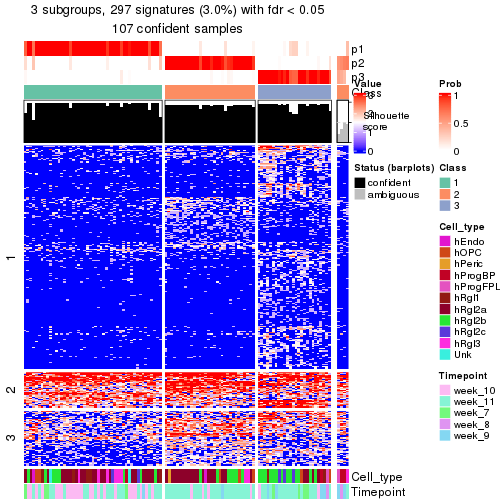 3 subgroups, 297 signatures (3.0%) with fdr < 0.05
107 confident samples
p1
p2
p3
Class
Silhouette
score
1
2
3
Cell_type
Timepoint
Value
0
Prob
1
0.5
0
Status (barplots)
confident
ambiguous
Class
1
2
3
Cell_type
hEndo
hOPC
hPeric
hProgBP
hProgFPL
hRgl1
hRgl2a
hRgl2b
hRgl2c
hRgl3
Unk
Timepoint
week_10
week_11
week_7
week_8
week_9